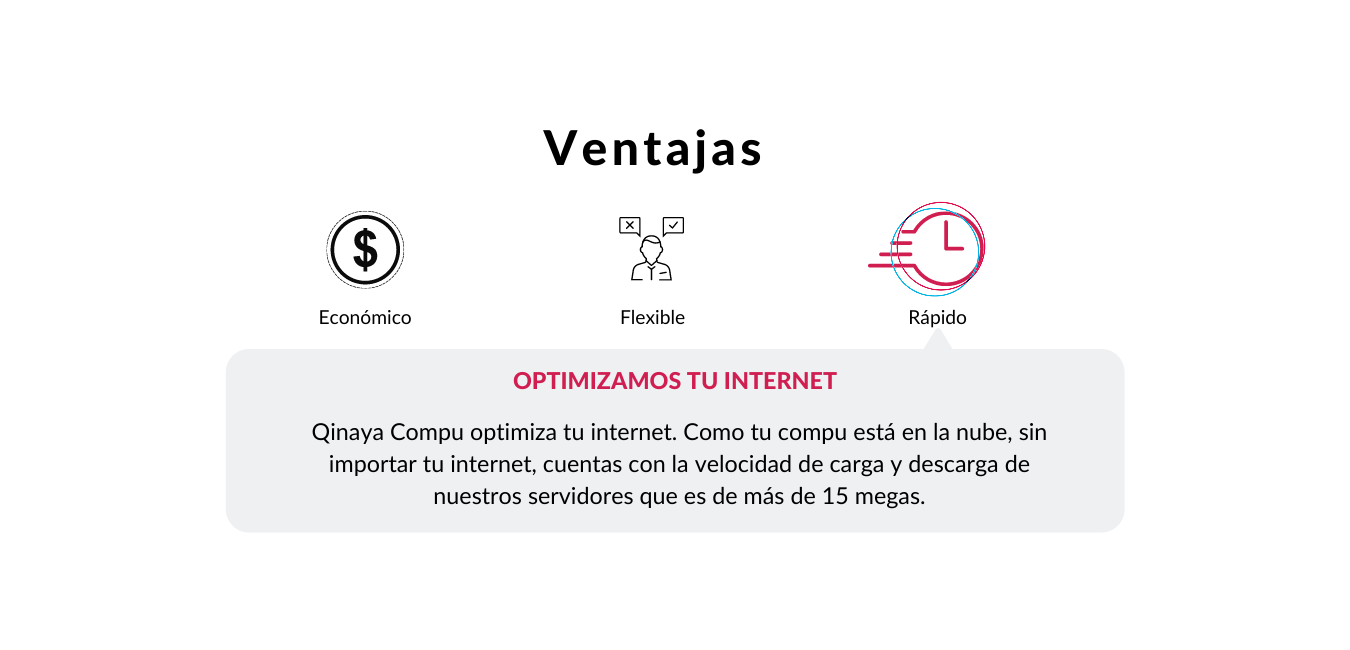 Ventajas
$
Económico
Flexible
Rápido
OPTIMIZAMOS TU INTERNET
Qinaya Compu optimiza tu internet. Como tu compu está en la nube, sin
importar tu internet, cuentas con la velocidad de carga y descarga de
nuestros servidores que es de más de 15 megas.